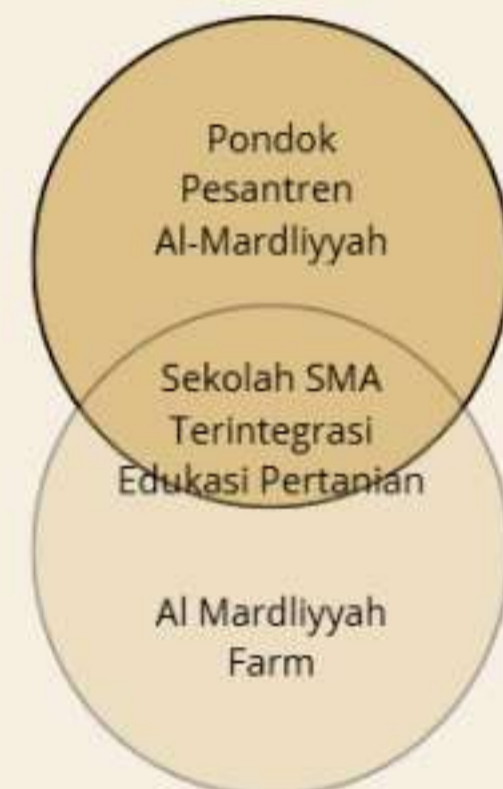 Pondok
Pesantren
Al-Mardliyyah
Sekolah SMA
Terintegrasi
Edukasi Pertanian
Al Mardliyyah
Farm